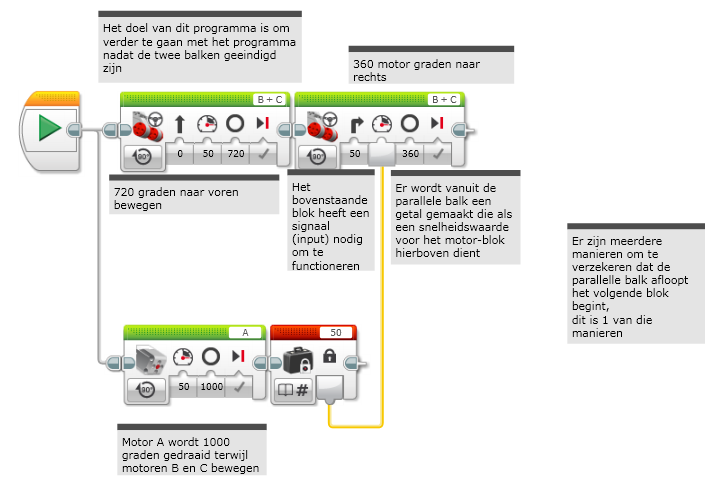 Het doel van dit programma is om
verder te gaan met het programma
nadat de twee balken geeindigd
zijn
360 motor graden naar
rechts
B + C
B + C
0 50 720
50 360
720 graden naar voren
bewegen
Het
bovenstaande
blok heeft een
signaal
(input) nodig
om te
functioneren
Er wordt vanuit de
parallele balk een
getal gemaakt die als
een snelheidswaarde
voor het motor-blok
hierboven dient
Er zijn meerdere
manieren om te
verzekeren dat de
parallelle balk afloopt
het volgende blok
begint,
dit is 1 van die
manieren
A
50
50 1000
#
Motor A wordt 1000
graden gedraaid terwijl
motoren B en C bewegen